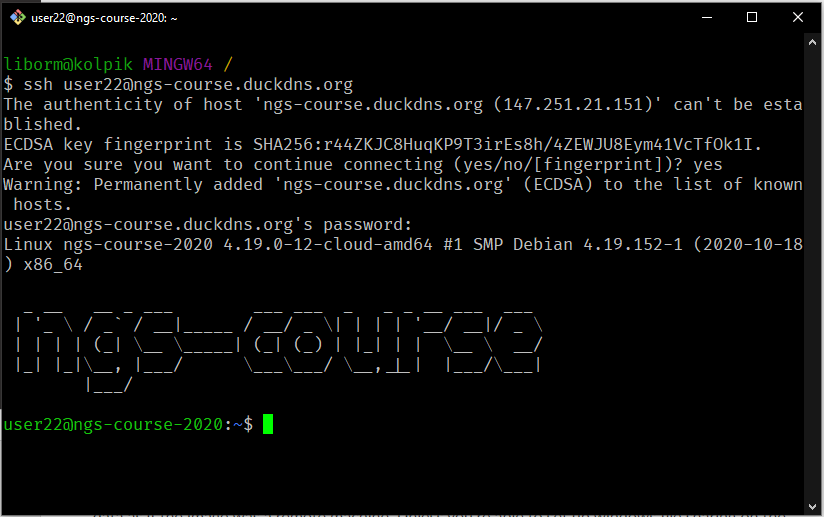 user22@ngs-course-2020: ~
liborm@kolpik MINGW64 /
$ ssh user22@ngs-course.duckdns.org
The authenticity of host 'ngs-course.duckdns.org (147.251.21.151)' can't be esta
blished.
ECDSA key fingerprint is SHA256:r44ZKJC8HuqKP9T3irEs8h/4ZEWJU8Eym41VcTfOk1I.
Are you sure you want to continue connecting (yes/no/[fingerprint])? yes
Warning: Permanently added 'ngs-course.duckdns.org' (ECDSA) to the list of known
 hosts.
user22@ngs-course.duckdns.org's password:
Linux ngs-course-2020 4.19.0-12-cloud-amd64 #1 SMP Debian 4.19.152-1 (2020-10-18
) x86_64
ngs-course
user22@ngs-course-2020:~$